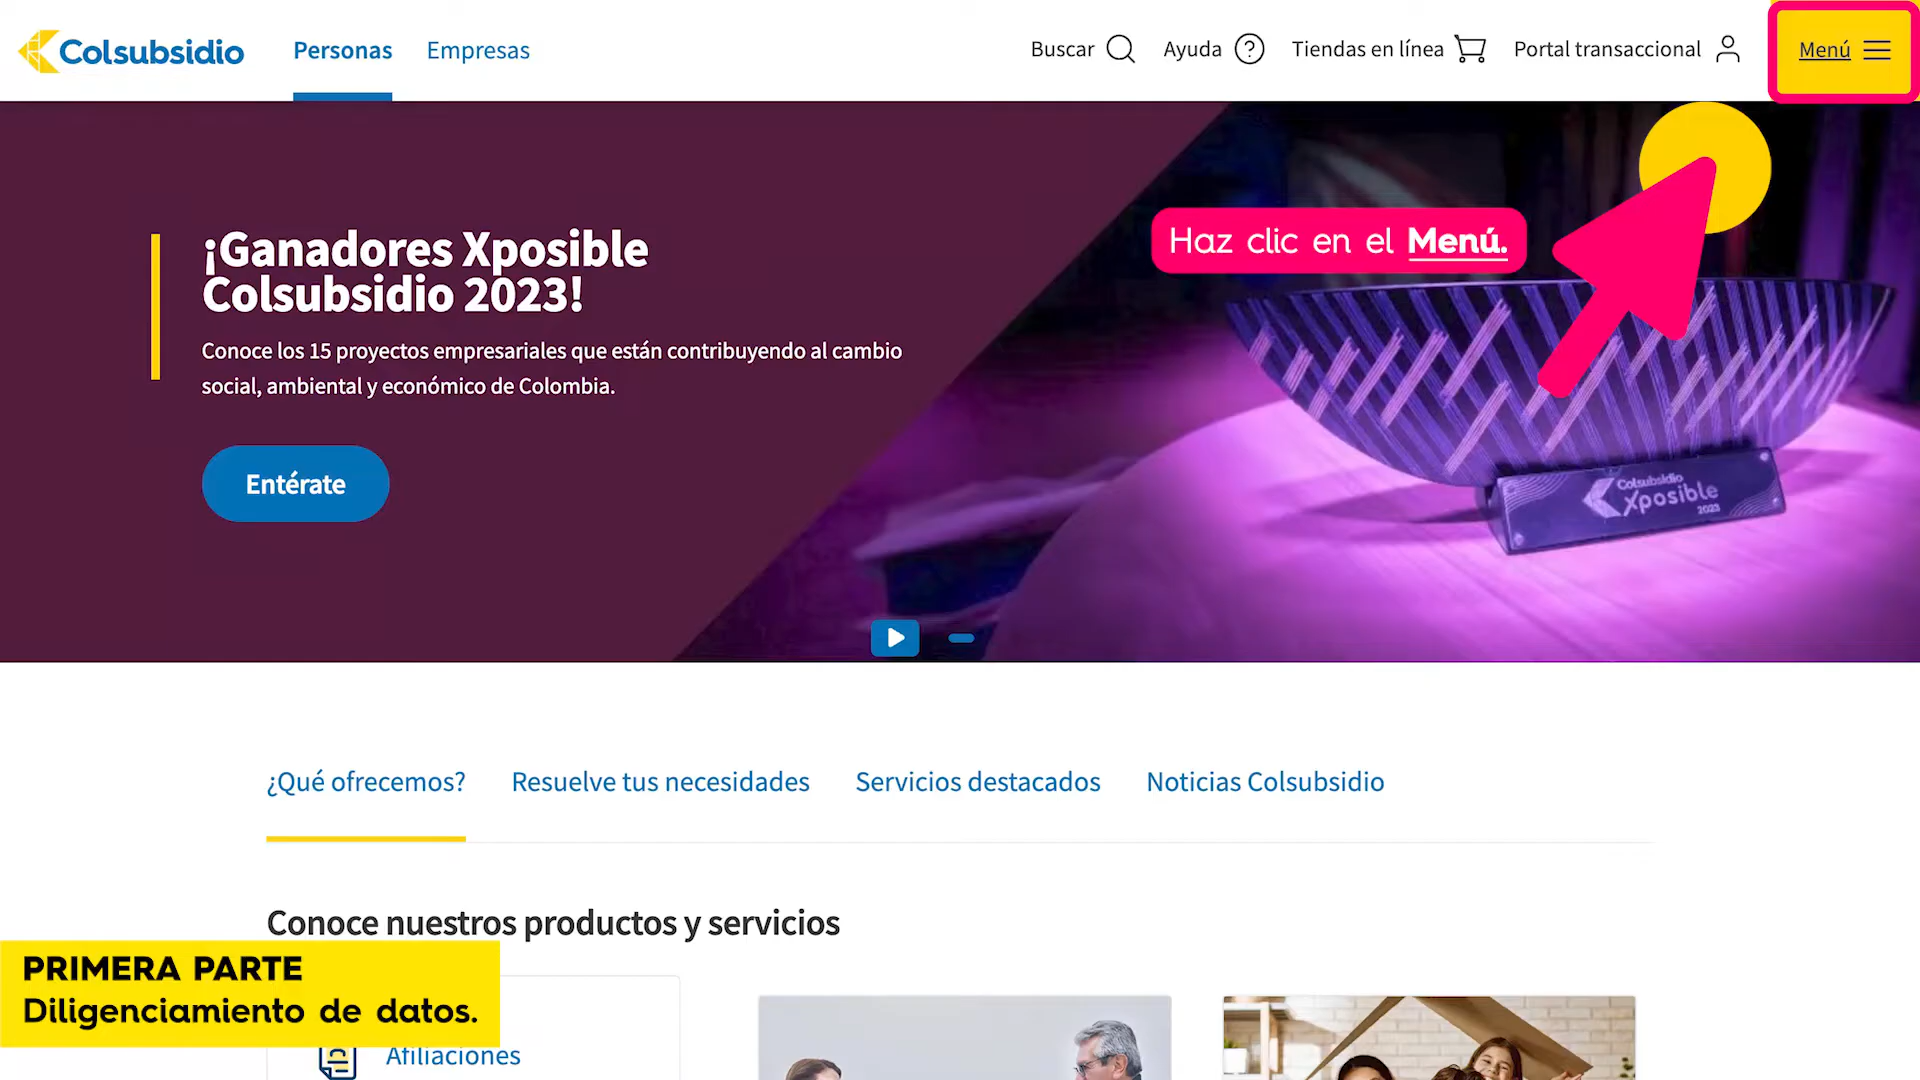 Colsubsidio
Personas
Empresas
Buscar
Ayuda
Tiendas en línea
Portal transaccional
Menú
Haz clic en el Menú.
¡Ganadores Xposible
Colsubsidio 2023!
Conoce los 15 proyectos empresariales que están contribuyendo al cambio
social, ambiental y económico de Colombia.
Entérate
Colsubsidio
Xposible
2023
¿Qué ofrecemos?
Resuelve tus necesidades
Servicios destacados
Noticias Colsubsidio
Conoce nuestros productos y servicios
PRIMERA PARTE
Diligenciamiento de datos.
Afiliaciones